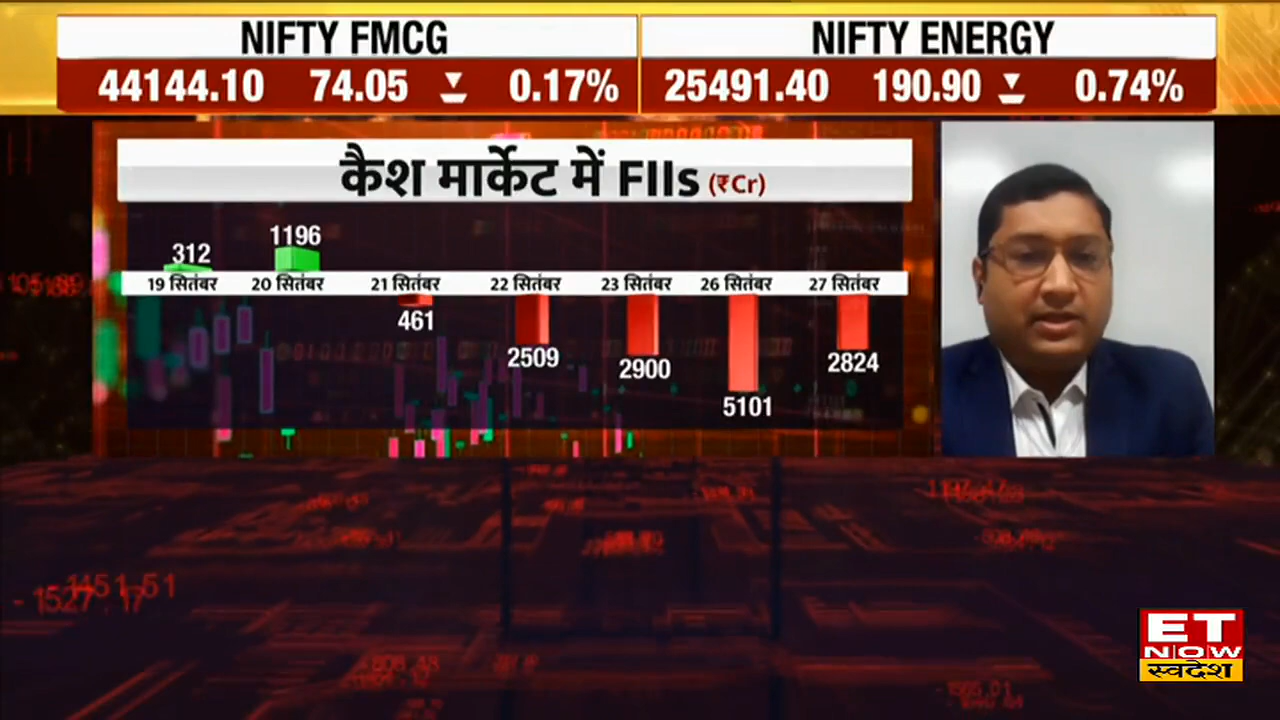 NIFTY FMCG
44144.10 74.05 0.17%
NIFTY ENERGY
25491.40 190.90 0.74%
कैश मार्केट में FIIs (₹Cr)
312 1196
19 सितंबर 20 सितंबर 21 सितंबर 22 सितंबर 23 सितंबर 26 सितंबर 27 सितंबर
461 2509 2900 5101 2824
ET
NOW
स्वदेश